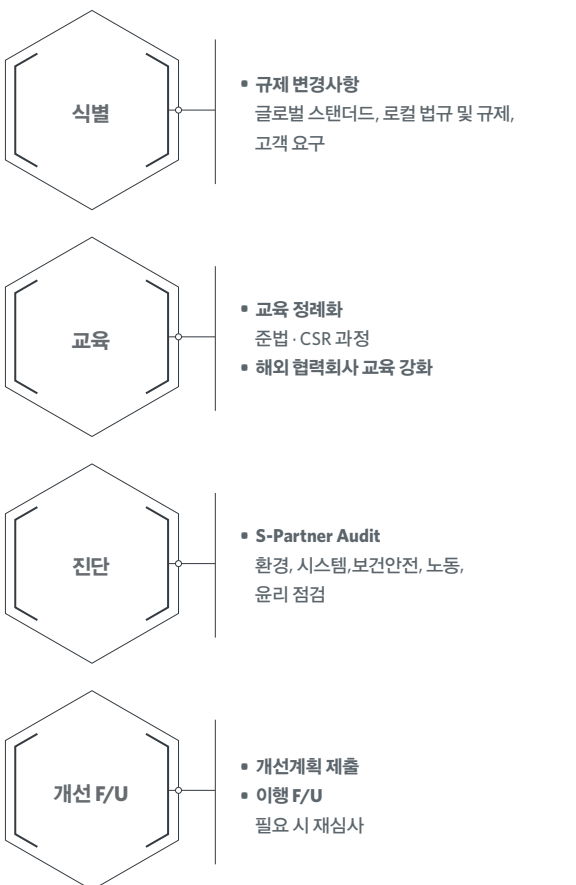 식별
• 규제 변경사항
글로벌 스탠더드, 로컬 법규 및 규제,
고객 요구
교육
• 교육 정례화
준법 · CSR 과정
• 해외 협력회사 교육 강화
진단
• S-Partner Audit
환경, 시스템,보건안전, 노동,
윤리 점검
개선 F/U
• 개선계획 제출
• 이행 F/U
필요 시 재심사